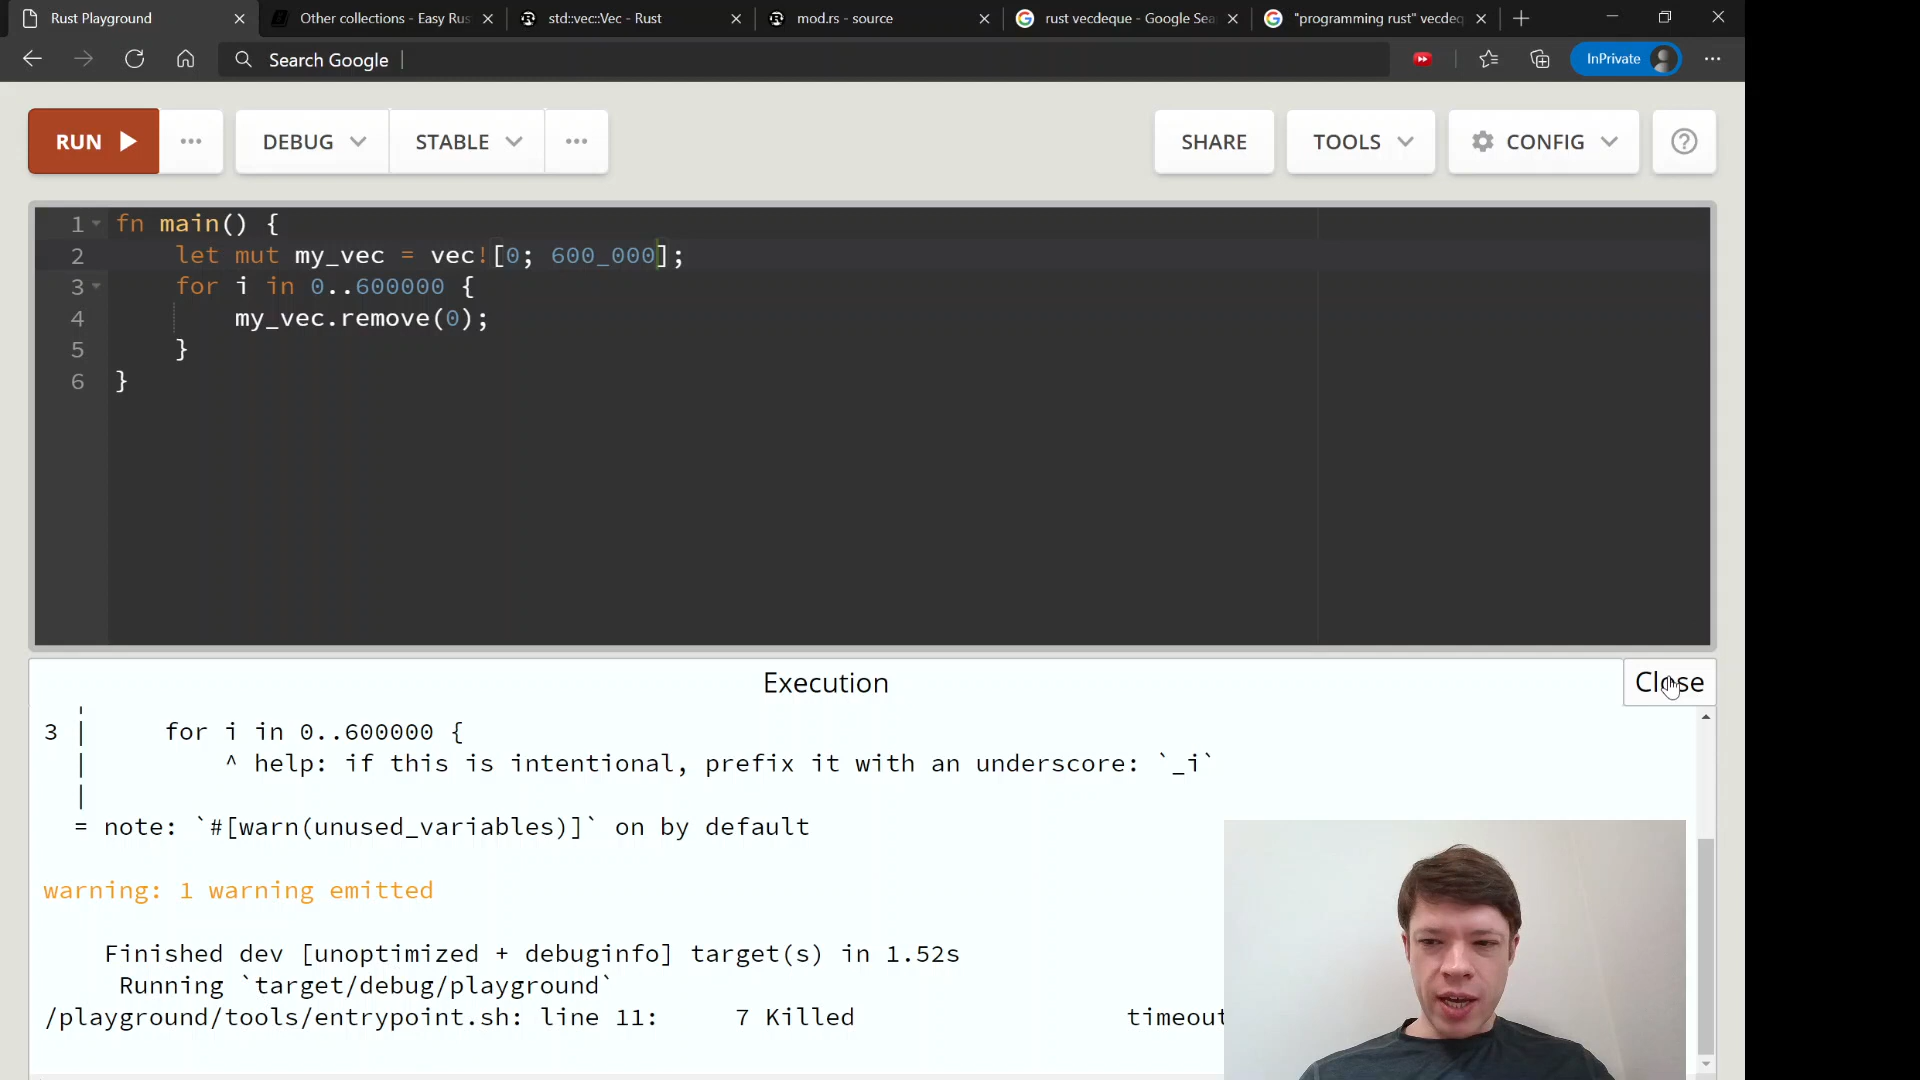 Rust Playground
Other collections - Easy Rus
std::vec::Vec - Rust
mod.rs - source
rust vecdeque - Google Sea
"programming rust" vecdeq
Search Google
InPrivate
RUN
DEBUG
STABLE
SHARE
TOOLS
CONFIG
1 fn main() {
2 let mut my_vec = vec![0; 600_000];
3 for i in 0..600000 {
4 my_vec.remove(0);
5 }
6 }
Execution
Close
3 | for i in 0..600000 {
| ^ help: if this is intentional, prefix it with an underscore: `_i`
|
= note: `#[warn(unused_variables)]` on by default
warning: 1 warning emitted
Finished dev [unoptimized + debuginfo] target(s) in 1.52s
Running `target/debug/playground`
/playground/tools/entrypoint.sh: line 11: 7 Killed timeout